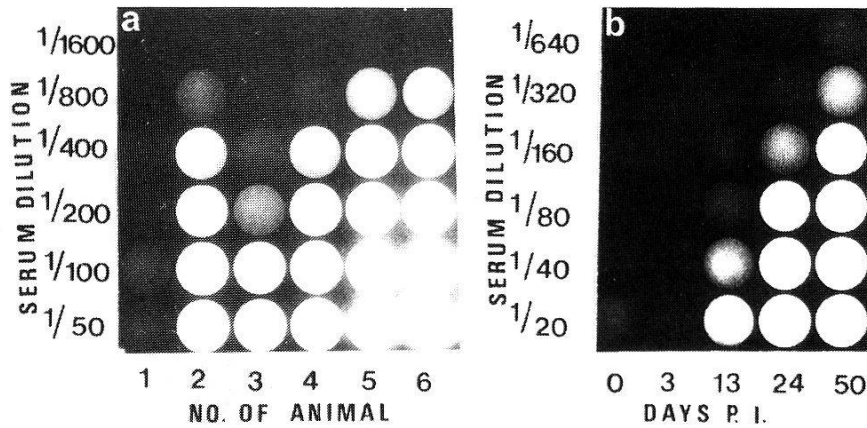 a
1/1600
1/800
1/400
1/200
1/100
1/50
SERUM DILUTION
1 2 3 4 5 6
NO. OF ANIMAL
b
1/640
1/320
1/160
1/80
1/40
1/20
SERUM DILUTION
0 3 13 24 50
DAYS P. I.